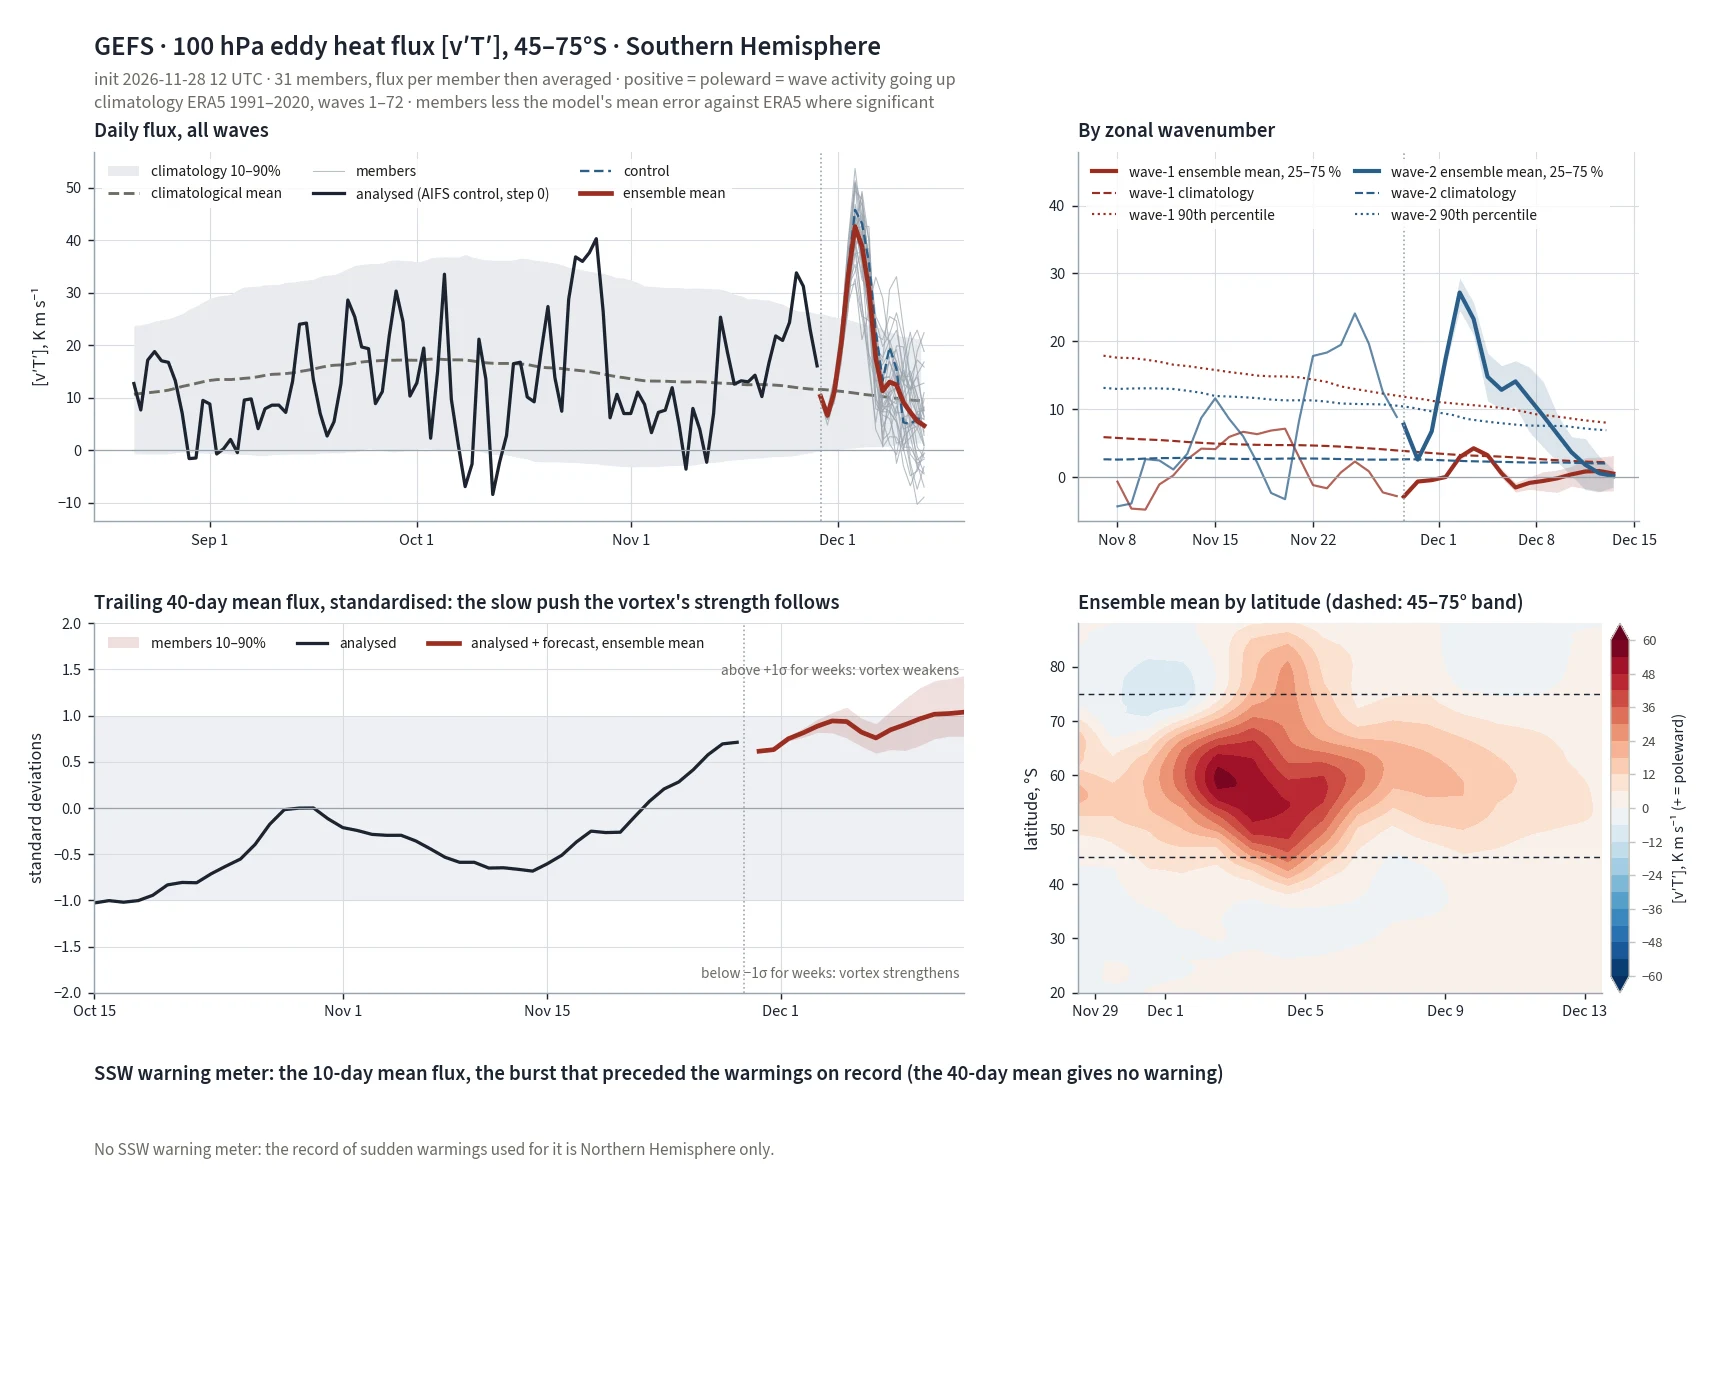 GEFS · 100 hPa eddy heat flux [v′T′], 45–75°S · Southern Hemisphere
init 2026-11-28 12 UTC · 31 members, flux per member then averaged · positive = poleward = wave activity going up
climatology ERA5 1991–2020, waves 1–72 · members less the model's mean error against ERA5 where significant
Daily flux, all waves
climatology 10–90%
members
control
climatological mean
analysed (AIFS control, step 0)
ensemble mean
[v′T′], K m s⁻¹
50
40
30
20
10
0
−10
Sep 1
Oct 1
Nov 1
Dec 1
By zonal wavenumber
wave-1 ensemble mean, 25–75 %
wave-2 ensemble mean, 25–75 %
wave-1 climatology
wave-2 climatology
wave-1 90th percentile
wave-2 90th percentile
40
30
20
10
0
Nov 8
Nov 15
Nov 22
Dec 1
Dec 8
Dec 15
Trailing 40-day mean flux, standardised: the slow push the vortex's strength follows
members 10–90%
analysed
analysed + forecast, ensemble mean
above +1σ for weeks: vortex weakens
below −1σ for weeks: vortex strengthens
standard deviations
2.0
1.5
1.0
0.5
0.0
−0.5
−1.0
−1.5
−2.0
Oct 15
Nov 1
Nov 15
Dec 1
Ensemble mean by latitude (dashed: 45–75° band)
latitude, °S
80
70
60
50
40
30
20
Nov 29
Dec 1
Dec 5
Dec 9
Dec 13
60
48
36
24
12
0
−12
−24
−36
−48
−60
[v′T′], K m s⁻¹ (+ = poleward)
SSW warning meter: the 10-day mean flux, the burst that preceded the warmings on record (the 40-day mean gives no warning)
No SSW warning meter: the record of sudden warmings used for it is Northern Hemisphere only.